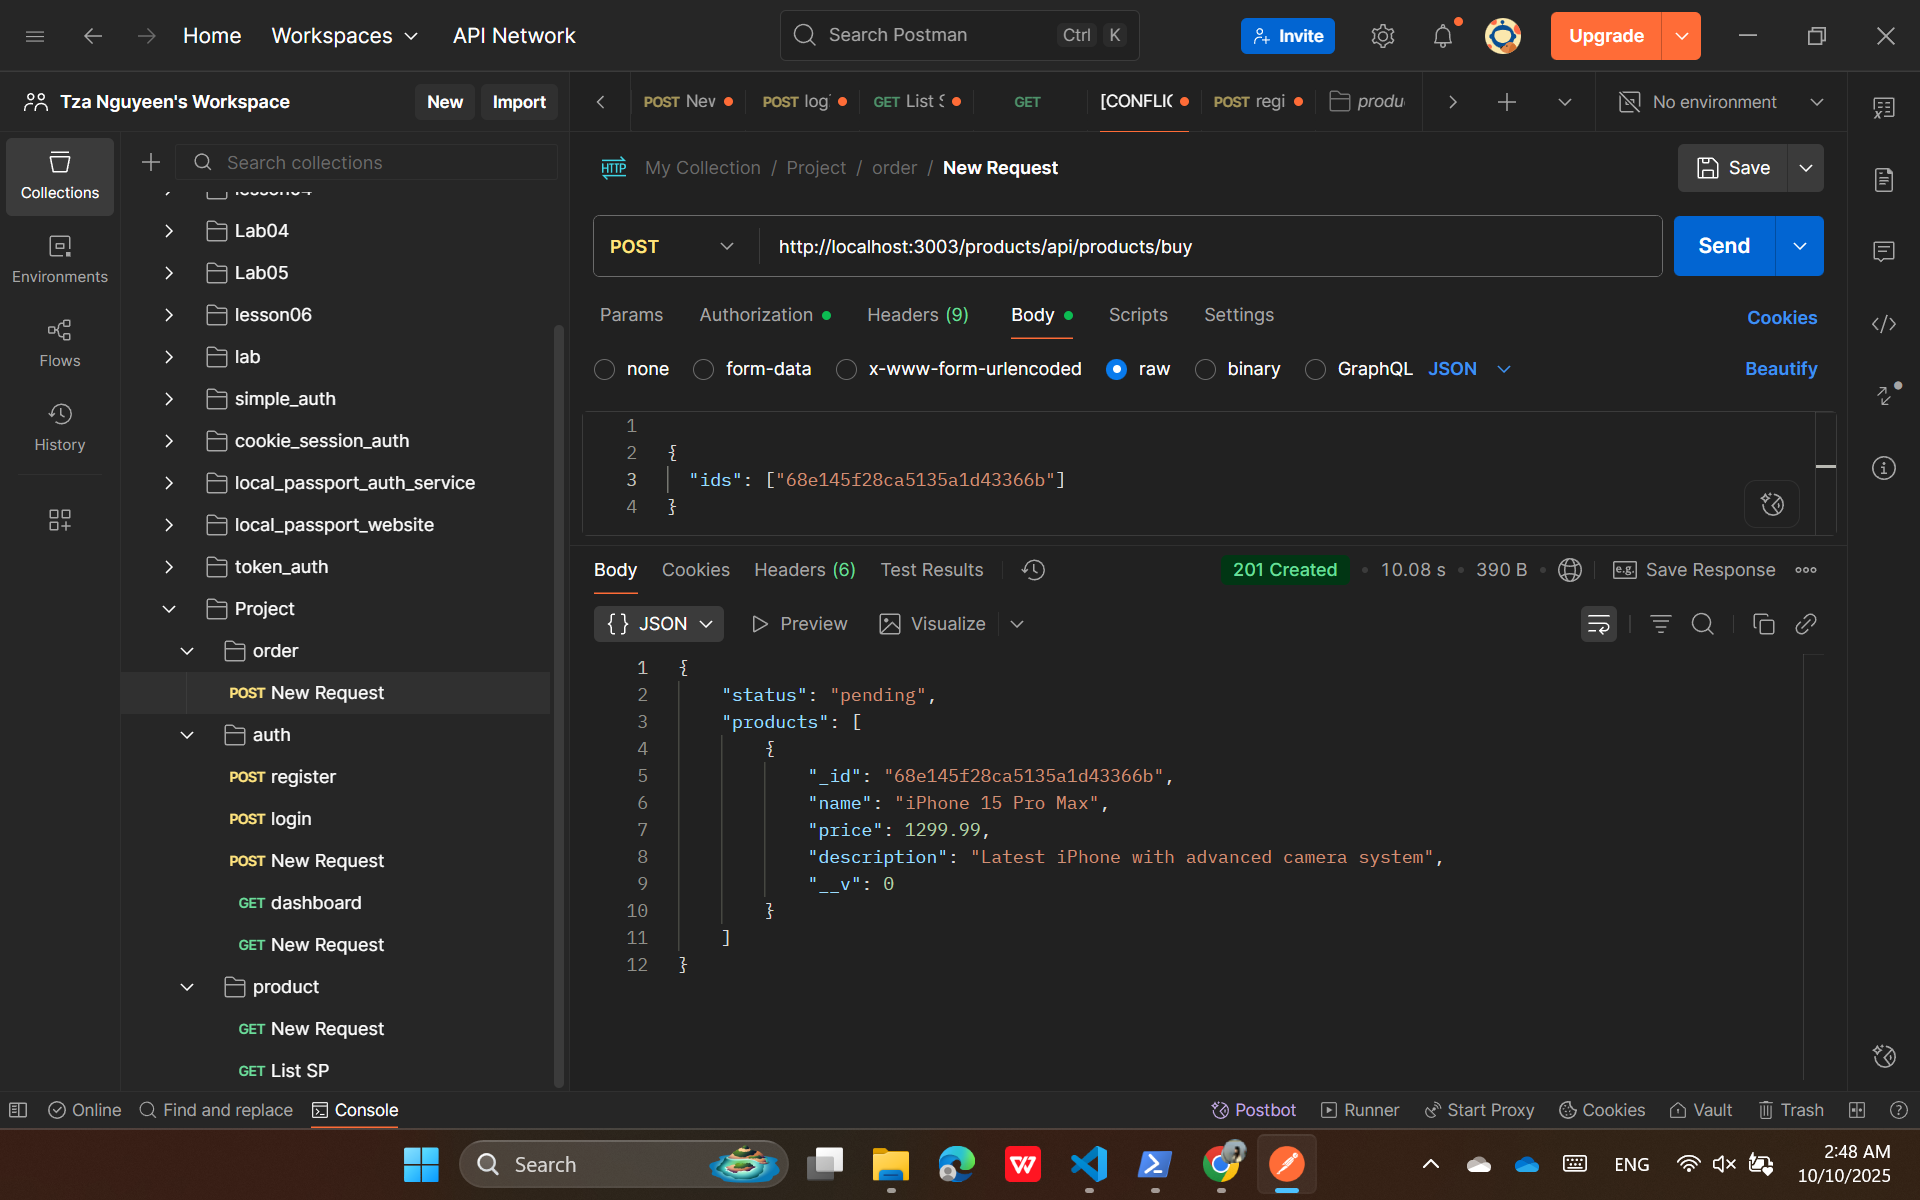 Home
Workspaces
API Network
Search Postman
Ctrl
K
Invite
Upgrade
Tza Nguyeen's Workspace
New
Import
POST
POST
GET
GET
[CONFLIC
POST regi
No environment
Collections
Search collections
Environments
Flows
History
Lab04
Lab05
lesson06
lab
simple_auth
cookie_session_auth
local_passport_auth_service
local_passport_website
token_auth
Project
order
POST New Request
auth
POST register
POST login
POST New Request
GET dashboard
GET New Request
product
GET New Request
GET List SP
HTTP
My Collection / Project / order / New Request
Save
POST
http://localhost:3003/products/api/products/buy
Send
Params
Authorization
Headers (9)
Body
Scripts
Settings
Cookies
none
form-data
x-www-form-urlencoded
raw
binary
GraphQL
JSON
Beautify
1
2 {
3 "ids": ["68e145f28ca5135a1d43366b"]
4 }
Body
Cookies
Headers (6)
Test Results
201 Created
10.08 s
390 B
e.g.
Save Response
{ } JSON
Preview
Visualize
1 {
2 "status": "pending",
3 "products": [
4 {
5 "_id": "68e145f28ca5135a1d43366b",
6 "name": "iPhone 15 Pro Max",
7 "price": 1299.99,
8 "description": "Latest iPhone with advanced camera system",
9 "__v": 0
10 }
11 ]
12 }
Online
Find and replace
Console
Postbot
Runner
Start Proxy
Cookies
Vault
Trash
Search
ENG
2:48 AM
10/10/2025